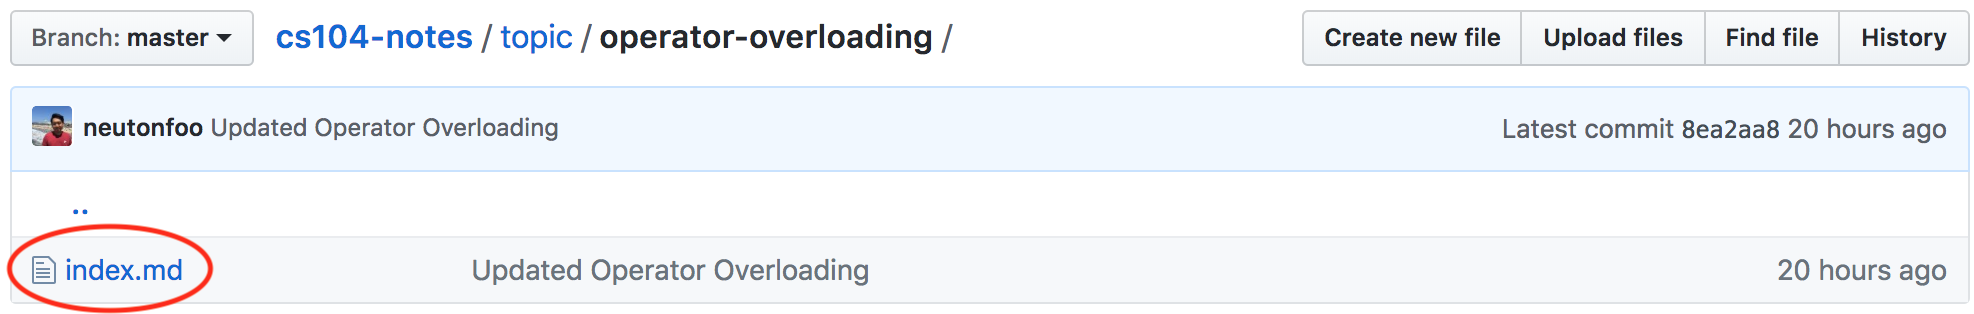 Branch: master cs104-notes / topic / operator-overloading / Create new file Upload files Find file History
neutonfoo Updated Operator Overloading Latest commit 8ea2aa8 20 hours ago
..
index.md Updated Operator Overloading 20 hours ago